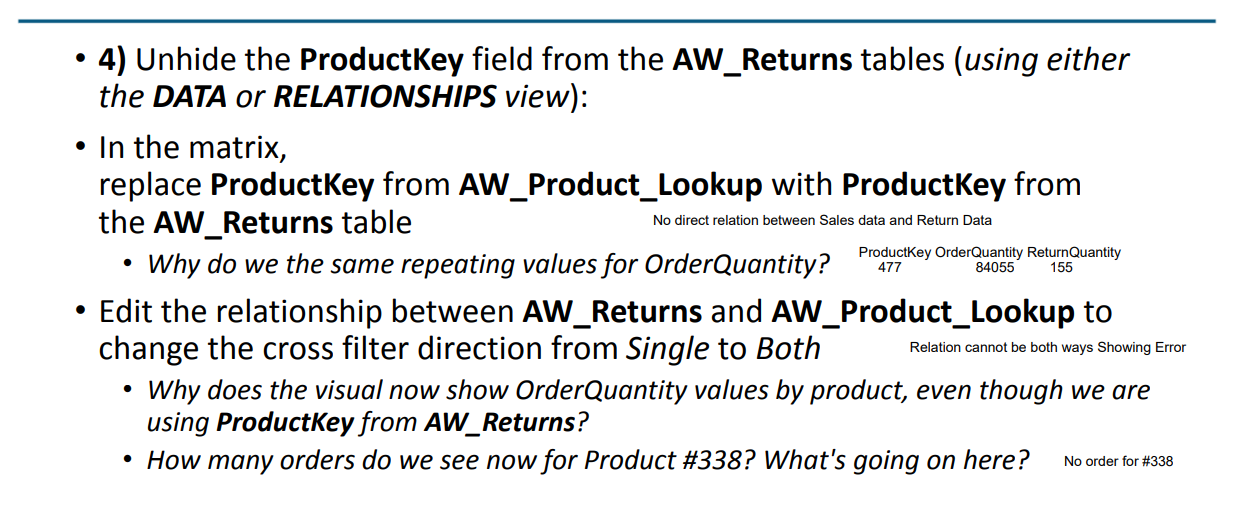 • 4) Unhide the ProductKey field from the AW_Returns tables (using either
the DATA or RELATIONSHIPS view):
• In the matrix,
replace ProductKey from AW_Product_Lookup with ProductKey from
the AW_Returns table
No direct relation between Sales data and Return Data
• Why do we the same repeating values for OrderQuantity?
ProductKey OrderQuantity ReturnQuantity
477 84055 155
• Edit the relationship between AW_Returns and AW_Product_Lookup to
change the cross filter direction from Single to Both
Relation cannot be both ways Showing Error
• Why does the visual now show OrderQuantity values by product, even though we are
using ProductKey from AW_Returns?
• How many orders do we see now for Product #338? What's going on here?
No order for #338